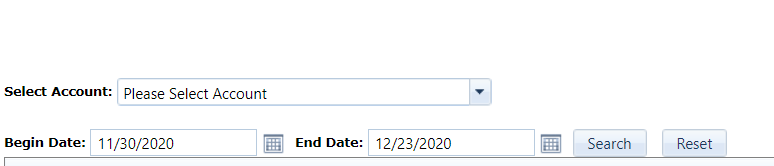 Select Account: Please Select Account
Begin Date: 11/30/2020 End Date: 12/23/2020 Search Reset